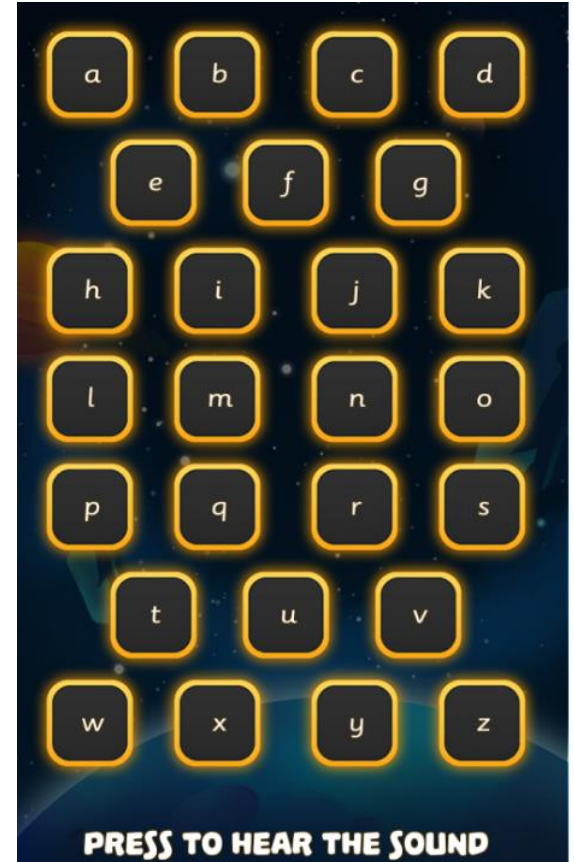 a b c d
e f g
h i j k
l m n o
p q r s
t u v
w x y z
PRESS TO HEAR THE SOUND